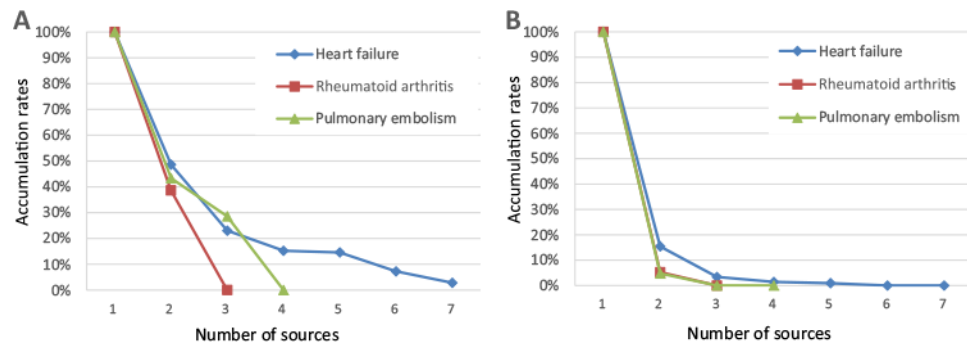 A
100%
90%
80%
70%
60%
50%
40%
30%
20%
10%
0%
Accumulation rates
Heart failure
Rheumatoid arthritis
Pulmonary embolism
1 2 3 4 5 6 7
Number of sources
B
100%
90%
80%
70%
60%
50%
40%
30%
20%
10%
0%
Accumulation rates
Heart failure
Rheumatoid arthritis
Pulmonary embolism
1 2 3 4 5 6 7
Number of sources